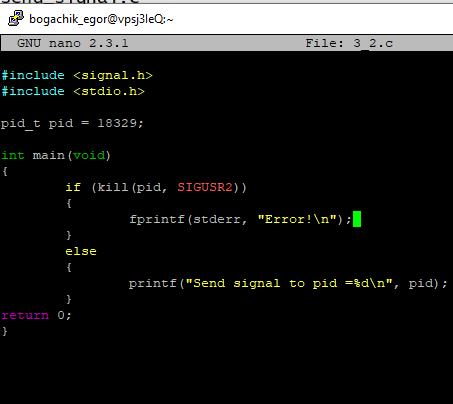 send_signal.c
bogachik_egor@vpsj3leQ:~
GNU nano 2.3.1 File: 3_2.c
#include <signal.h>
#include <stdio.h>
pid_t pid = 18329;
int main(void)
{
if (kill(pid, SIGUSR2))
{
fprintf(stderr, "Error!\n");
}
else
{
printf("Send signal to pid =%d\n", pid);
}
return 0;
}